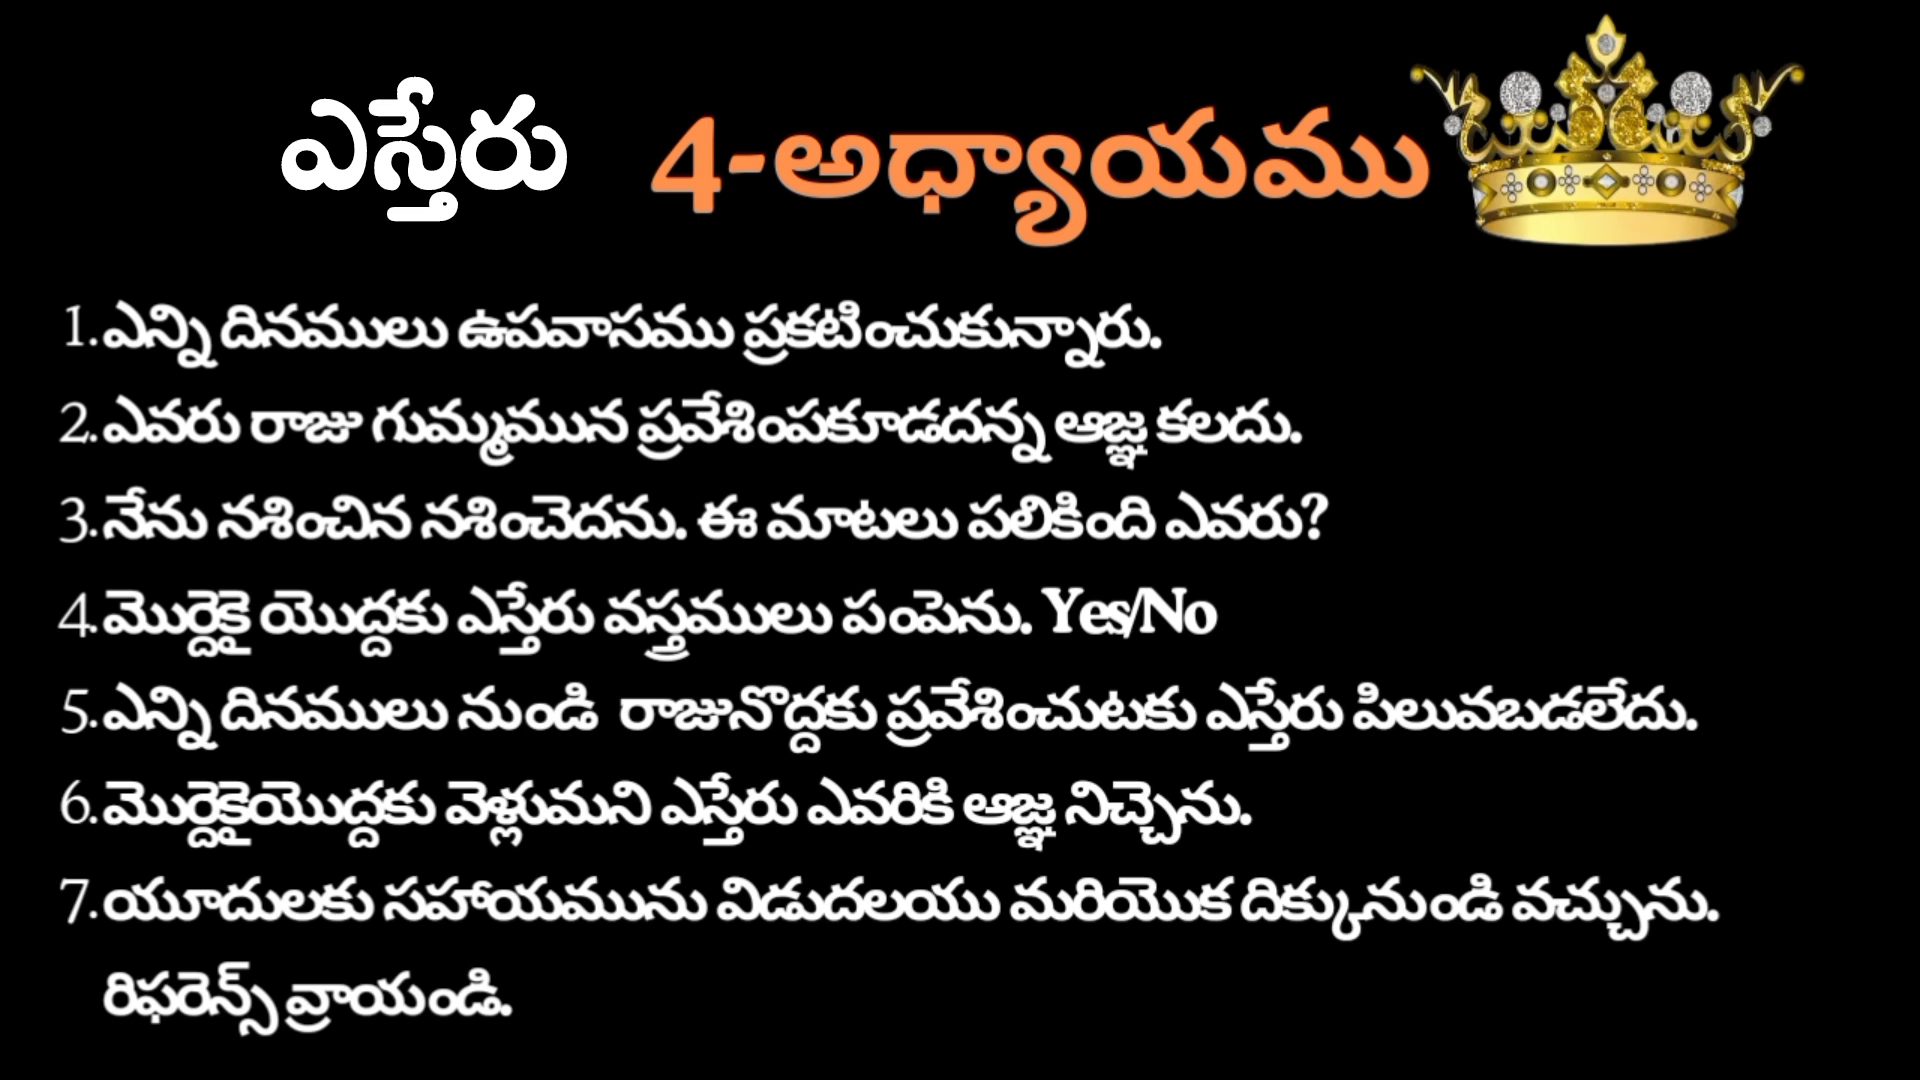 ఎస్తేరు 4-అధ్యాయము
1. ఎన్ని దినములు ఉపవాసము ప్రకటించుకున్నారు.
2. ఎవరు రాజు గుమ్మమున ప్రవేశింపకూడదన్న ఆజ్ఞ కలదు.
3. నేను నశించిన నశించెదను. ఈ మాటలు పలికింది ఎవరు?
4. మొర్దెకై యొద్దకు ఎస్తేరు వస్త్రములు పంపెను. Yes/No
5. ఎన్ని దినములు నుండి రాజునొద్దకు ప్రవేశించుటకు ఎస్తేరు పిలువబడలేదు.
6. మొర్దెకైయొద్దకు వెళ్లుమని ఎస్తేరు ఎవరికి ఆజ్ఞ నిచ్చెను.
7. యూదులకు సహాయమును విడుదలయు మరియొక దిక్కునుండి వచ్చును.
రిఫరెన్స్ వ్రాయండి.